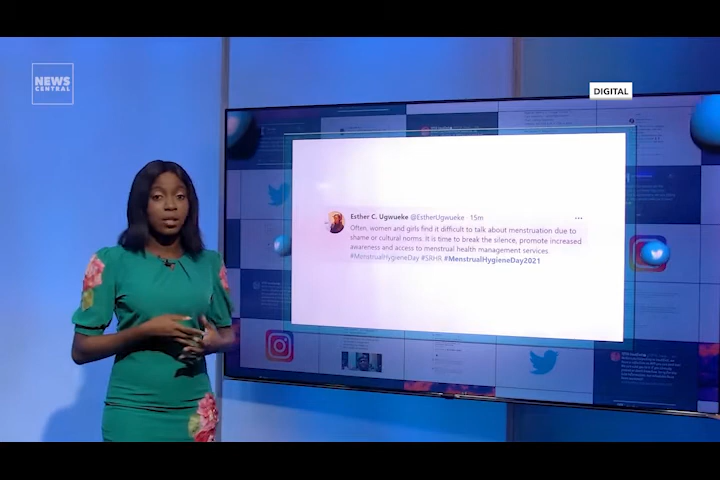 NEWS
CENTRAL
DIGITAL
Esther C. Ugwueke @EstherUgwueke 15m
Often, women and girls find it difficult to talk about menstruation due to
shame or cultural norms. It is time to break the silence, promote increased
awareness and access to menstrual health management services.
#MenstrualHygieneDay #SRHR #MenstrualHygieneDay2021